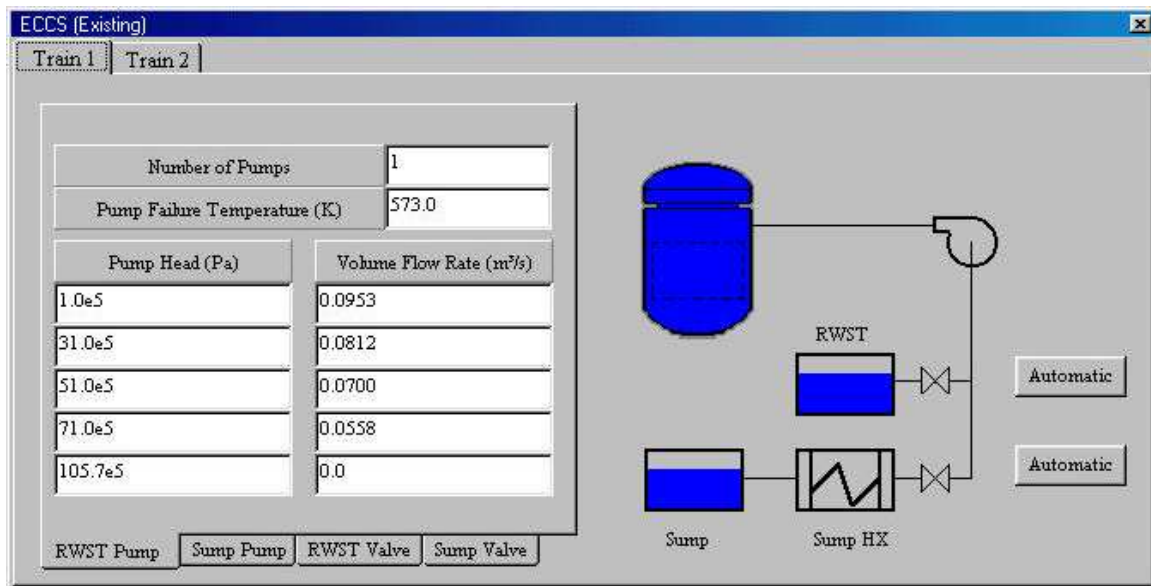 ECCS (Existing)
Train 1 Train 2
Number of Pumps 1
Pump Failure Temperature (K) 573.0
Pump Head (Pa) Volume Flow Rate (m³/s)
1.0e5 0.0953
31.0e5 0.0812
51.0e5 0.0700
71.0e5 0.0558
105.7e5 0.0
RWST Pump Sump Pump RWST Valve Sump Valve
RWST
Automatic
Automatic
Sump Sump HX